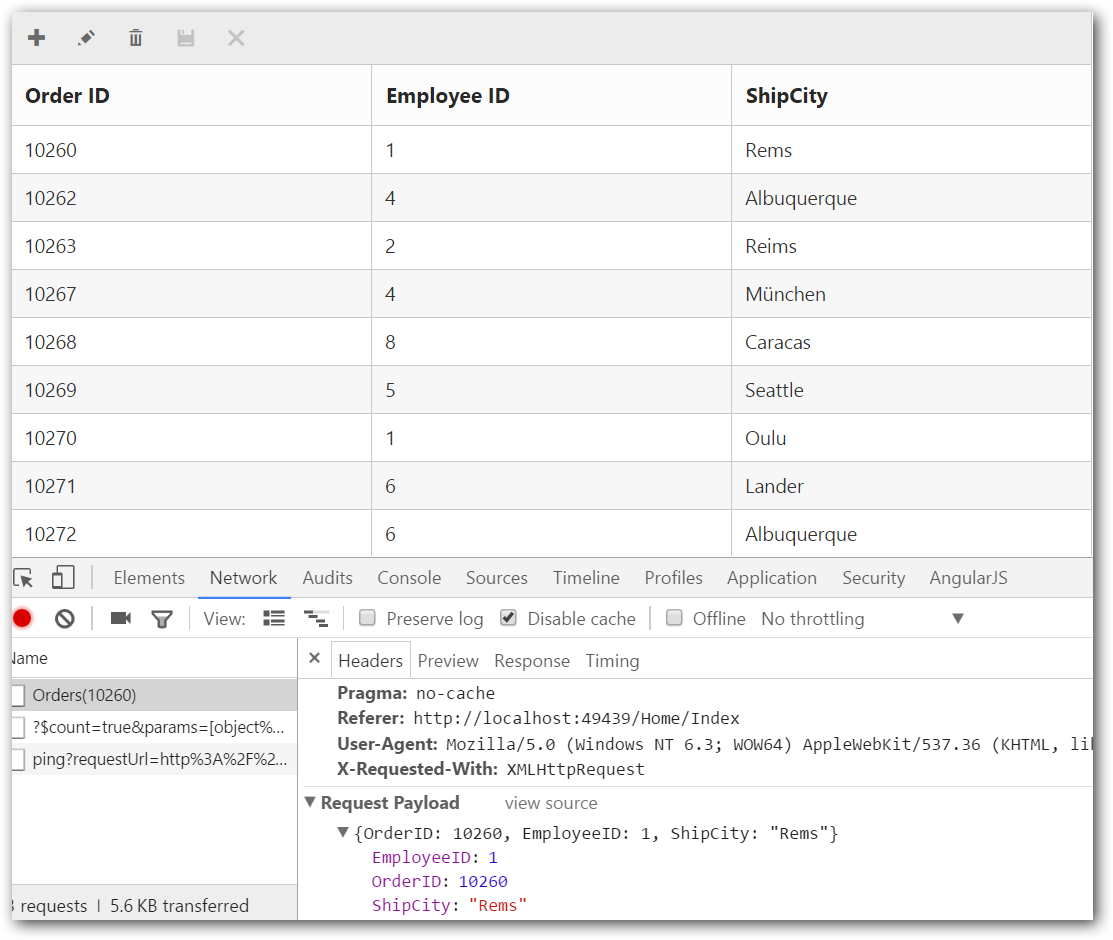 Order ID Employee ID ShipCity
10260 1 Rems
10262 4 Albuquerque
10263 2 Reims
10267 4 München
10268 8 Caracas
10269 5 Seattle
10270 1 Oulu
10271 6 Lander
10272 6 Albuquerque
Elements Network Audits Console Sources Timeline Profiles Application Security AngularJS
View: Preserve log Disable cache Offline No throttling
Name Headers Preview Response Timing
Orders(10260)
?$count=true&params=[object%...
ping?requestUrl=http%3A%2F%2...
requests | 5.6 KB transferred
Pragma: no-cache
Referer: http://localhost:49439/Home/Index
User-Agent: Mozilla/5.0 (Windows NT 6.3; WOW64) AppleWebKit/537.36 (KHTML, li
X-Requested-With: XMLHttpRequest
Request Payload view source
{OrderID: 10260, EmployeeID: 1, ShipCity: "Rems"}
EmployeeID: 1
OrderID: 10260
ShipCity: "Rems"